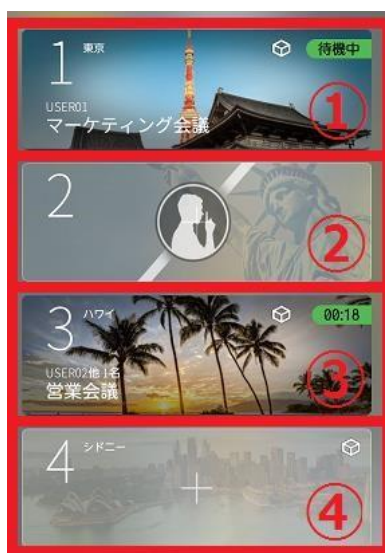 1 東京
待機中
USER01
マーケティング会議
①
2
②
3 ハワイ
00:18
USER02他 1名
営業会議
③
4 シドニー
+
④